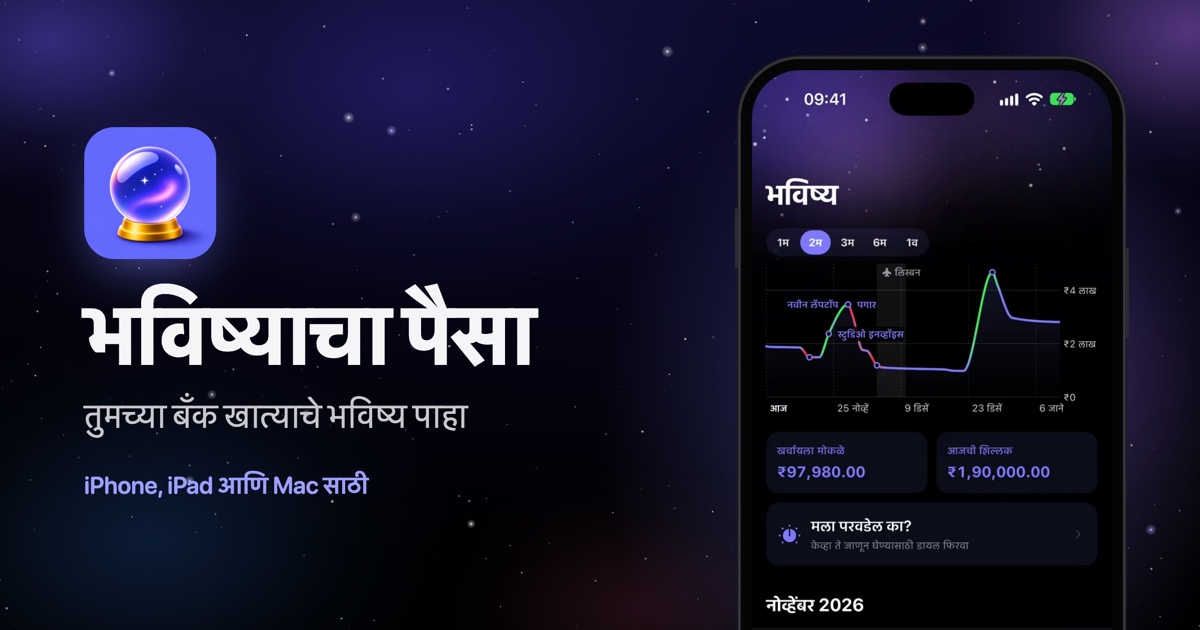 भविष्याचा पैसा
तुमच्या बँक खात्याचे भविष्य पाहा
iPhone, iPad आणि Mac साठी
09:41
भविष्य
1म 2म 3म 6म 1व
लिस्बन
₹4 लाख
नवीन लॅपटॉप पगार
स्टुडिओ इनव्हॉइस
₹2 लाख
₹0
आज 25 नोव्हें 9 डिसें 23 डिसें 6 जाने
खर्चायला मोकळे
₹97,980.00
आजची शिल्लक
₹1,90,000.00
मला परवडेल का?
केव्हा ते जाणून घेण्यासाठी डायल फिरवा
नोव्हेंबर 2026